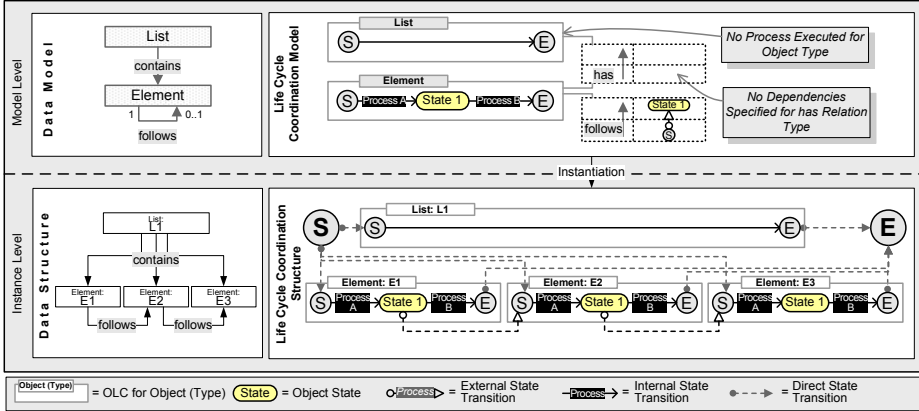 Model Level
Data Model
List
contains
Element
1
0..1
follows
Life Cycle
Coordination Model
List
S
E
Element
S
Process A
State 1
Process B
E
has
follows
State 1
S
No Process Executed for
Object Type
No Dependencies
Specified for has Relation
Type
Instantiation
Instance Level
Data Structure
List:
L1
contains
Element:
E1
Element:
E2
Element:
E3
follows
follows
Life Cycle Coordination
Structure
S
List: L1
S
E
E
Element: E1
S
Process
A
State 1
Process
B
E
Element: E2
S
Process
A
State 1
Process
B
E
Element: E3
S
Process
A
State 1
Process
B
E
Object (Type)
= OLC for Object (Type)
State
= Object State
Process
= External State
Transition
Process
= Internal State
Transition
= Direct State
Transition